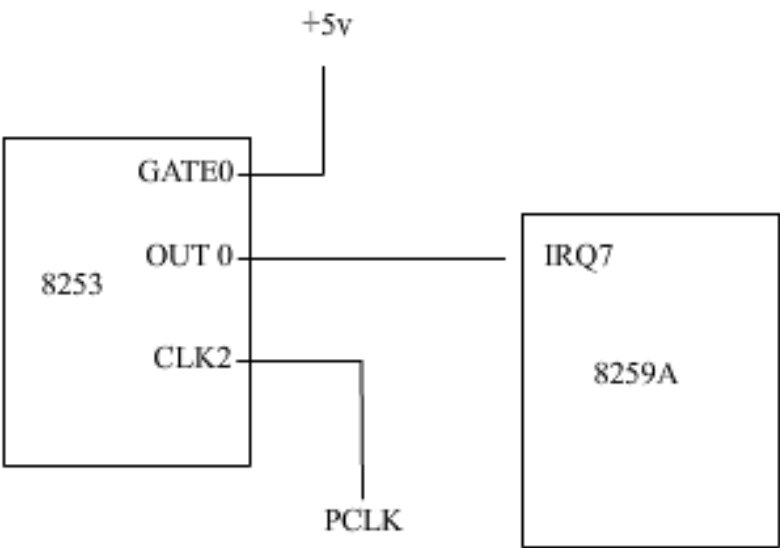 +5v
GATE0
OUT 0
8253
CLK2
PCLK
IRQ7
8259A